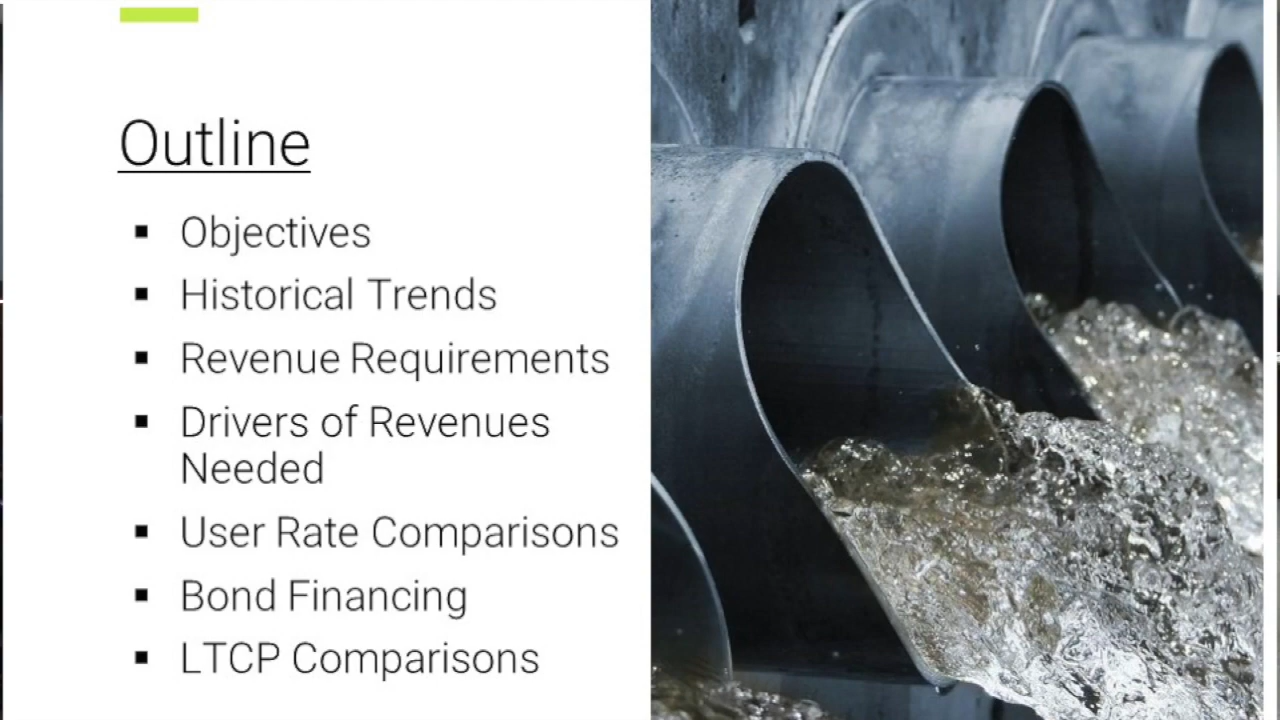 Outline
Objectives
Historical Trends
Revenue Requirements
Drivers of Revenues
Needed
User Rate Comparisons
Bond Financing
LTCP Comparisons